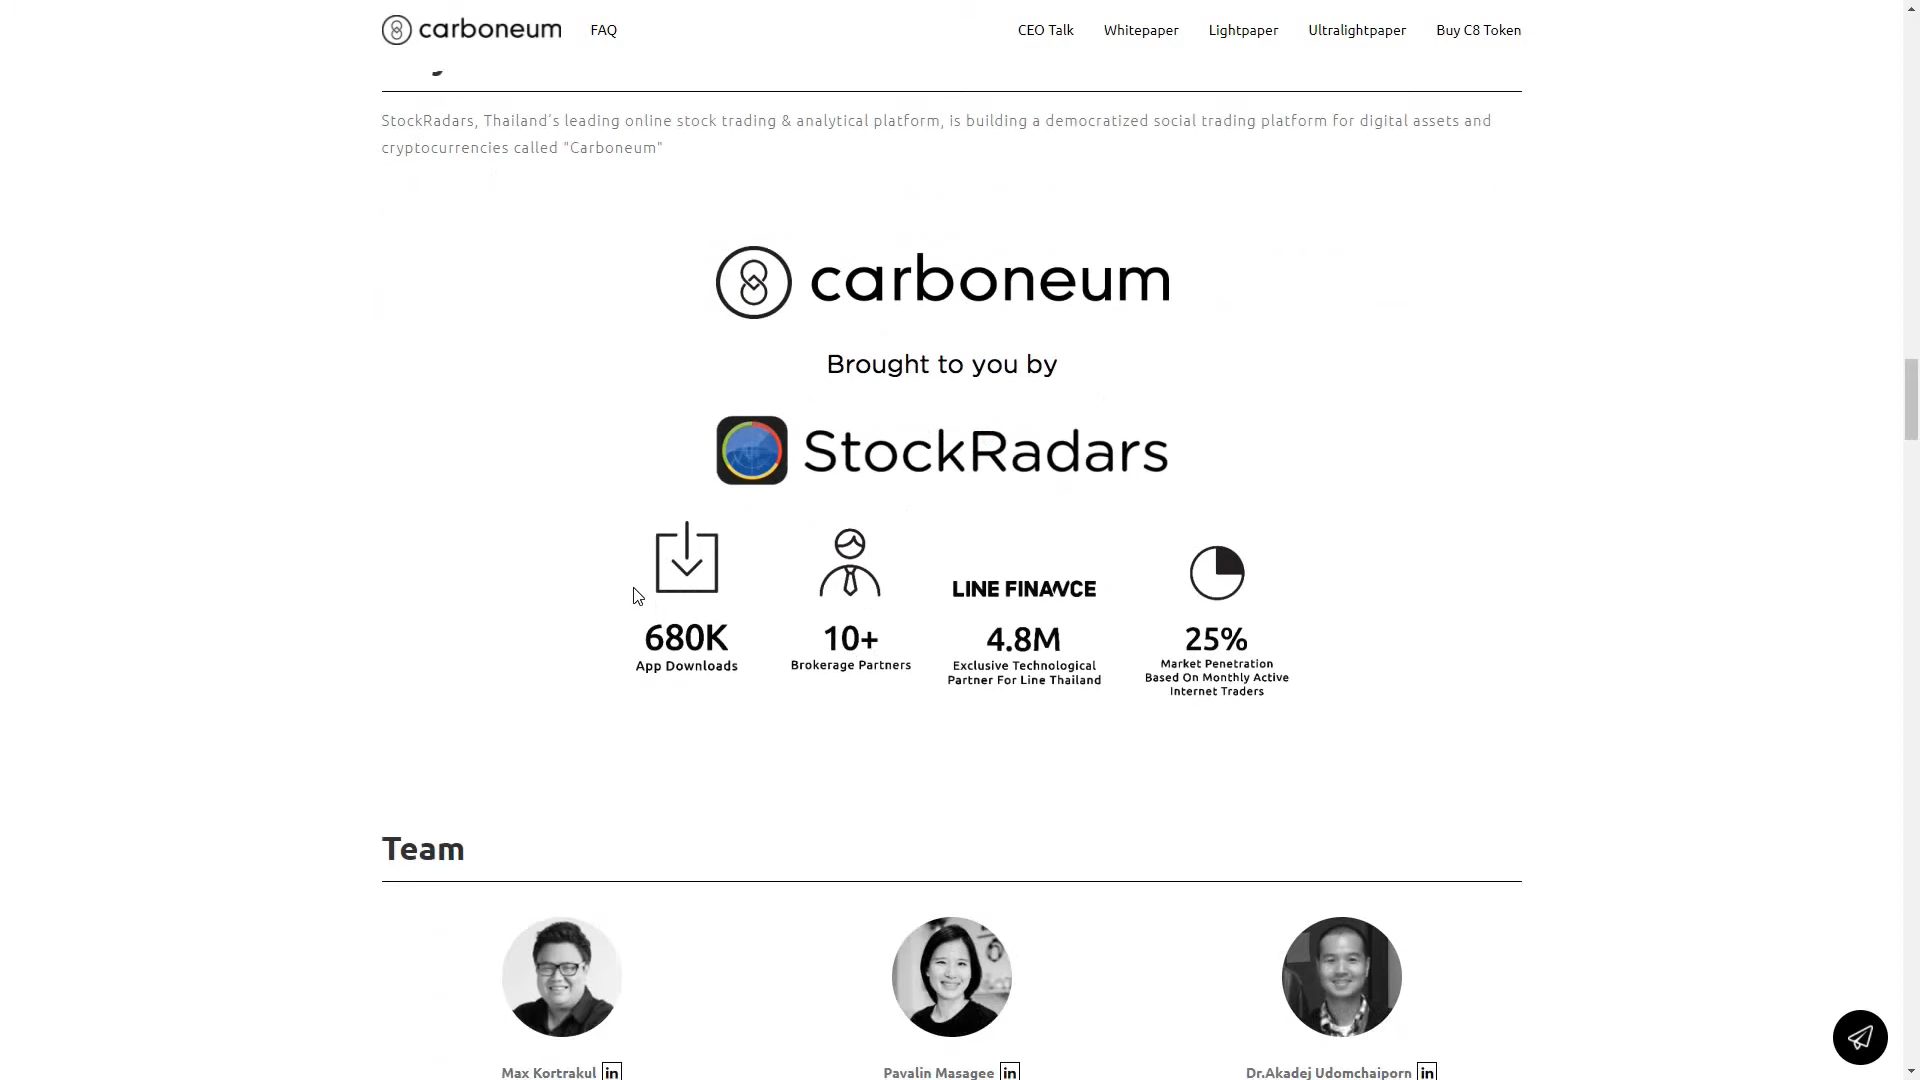 carboneum
FAQ
CEO Talk
Whitepaper
Lightpaper
Ultralightpaper
Buy C8 Token
StockRadars, Thailand's leading online stock trading & analytical platform, is building a democratized social trading platform for digital assets and
cryptocurrencies called "Carboneum"
carboneum
Brought to you by
StockRadars
680K
App Downloads
10+
Brokerage Partners
LINE FINANCE
4.8M
Exclusive Technological
Partner For Line Thailand
25%
Market Penetration
Based On Monthly Active
Internet Traders
Team
Max Kortrakul in
Pavalin Masagee in
Dr.Akadej Udomchaiporn in